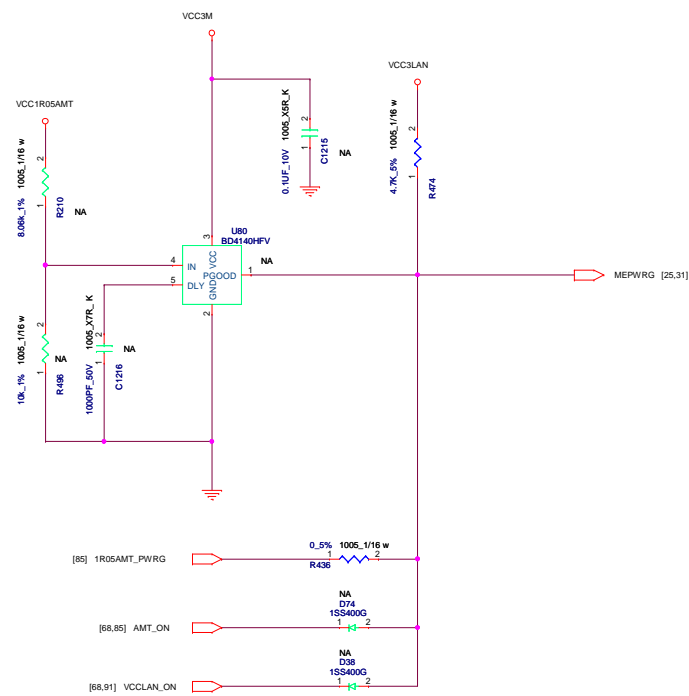 VCC3M
VCC3LAN
VCC1R05AMT
2
1
8.06k_1% 1005_1/16 w
R210
NA
2
1
0.1UF_10V 1005_X5R_K
C1215
NA
2
1
4.7K_5% 1005_1/16 w
R474
U80
BD4140HFV
NA
3
4
5
1
2
IN
DLY
VCC
PGOOD
GND
MEPWRG [25,31]
2
1
10k_1% 1005_1/16 w
R496
NA
2
1
1000PF_50V 1005_X7R_ K
C1216
NA
[85] 1R05AMT_PWRG
0_5% 1005_1/16 w
1 2
R436
[68,85] AMT_ON
NA
D74
1SS400G
1 2
[68,91] VCCLAN_ON
NA
D38
1SS400G
1 2